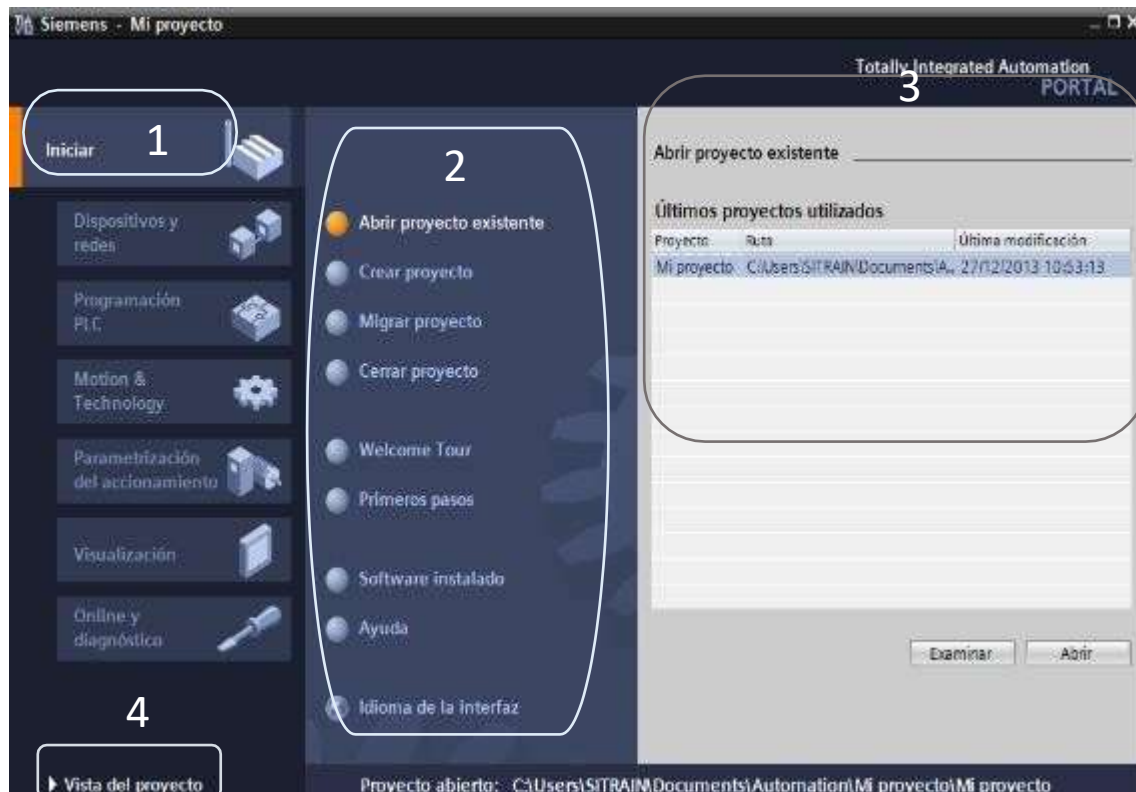 Siemens - Mi proyecto
Totally Integrated Automation
PORTAL
1
Iniciar
Dispositivos y
redes
Programación
PLC
Motion &
Technology
Parametrización
del accionamiento
Visualización
Online y
diagnóstico
4
Vista del proyecto
2
Abrir proyecto existente
Crear proyecto
Migrar proyecto
Cerrar proyecto
Welcome Tour
Primeros pasos
Software instalado
Ayuda
Idioma de la interfaz
3
Abrir proyecto existente
Últimos proyectos utilizados
Proyecto Ruta Última modificación
Mi proyecto C:\Users\SITRAIN\Documents\A.. 27/12/2013 10:53:13
Examinar Abrir
Proyecto abierto: C:\Users\SITRAIN\Documents\Automation\Mi proyecto\Mi proyecto